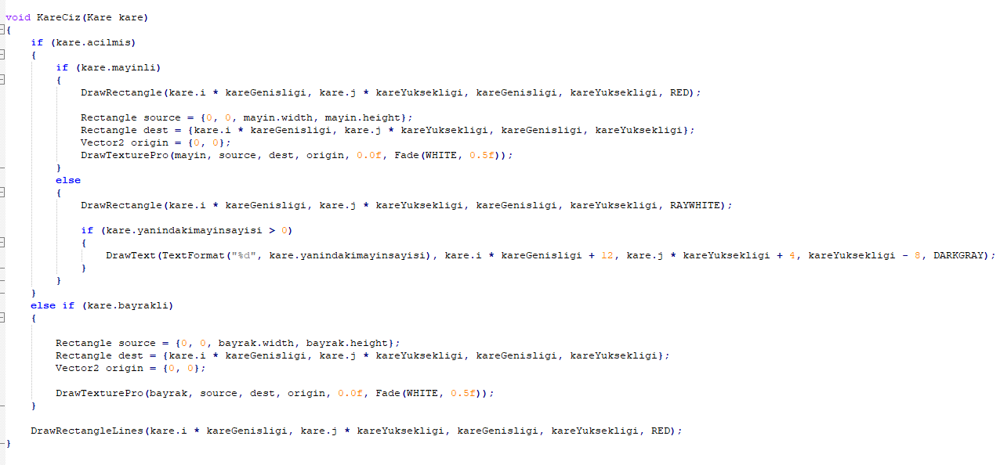 void KareCiz(Kare kare)
{
    if (kare.acilmis)
    {
        if (kare.mayinli)
        {
            DrawRectangle(kare.i * kareGenisligi, kare.j * kareYuksekligi, kareGenisligi, kareYuksekligi, RED);

            Rectangle source = {0, 0, mayin.width, mayin.height};
            Rectangle dest = {kare.i * kareGenisligi, kare.j * kareYuksekligi, kareGenisligi, kareYuksekligi};
            Vector2 origin = {0, 0};
            DrawTexturePro(mayin, source, dest, origin, 0.0f, Fade(WHITE, 0.5f));
        }
        else
        {
            DrawRectangle(kare.i * kareGenisligi, kare.j * kareYuksekligi, kareGenisligi, kareYuksekligi, RAYWHITE);

            if (kare.yanindakimayinsayisi > 0)
            {
                DrawText(TextFormat("%d", kare.yanindakimayinsayisi), kare.i * kareGenisligi + 12, kare.j * kareYuksekligi + 4, kareYuksekligi - 8, DARKGRAY);
            }
        }
    }
    else if (kare.bayrakli)
    {

        Rectangle source = {0, 0, bayrak.width, bayrak.height};
        Rectangle dest = {kare.i * kareGenisligi, kare.j * kareYuksekligi, kareGenisligi, kareYuksekligi};
        Vector2 origin = {0, 0};

        DrawTexturePro(bayrak, source, dest, origin, 0.0f, Fade(WHITE, 0.5f));
    }

    DrawRectangleLines(kare.i * kareGenisligi, kare.j * kareYuksekligi, kareGenisligi, kareYuksekligi, RED);
}